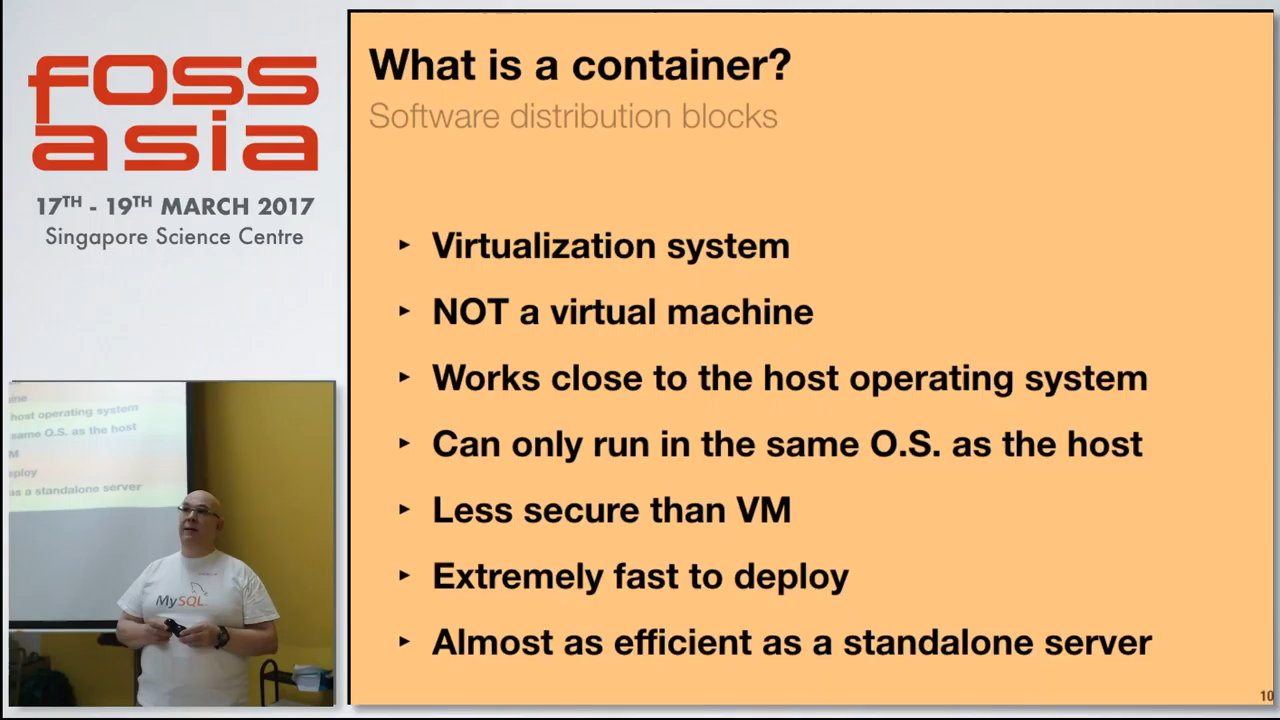 foss
asia
17TH - 19TH MARCH 2017
Singapore Science Centre
What is a container?
Software distribution blocks
‣ Virtualization system
‣ NOT a virtual machine
‣ Works close to the host operating system
‣ Can only run in the same O.S. as the host
‣ Less secure than VM
‣ Extremely fast to deploy
‣ Almost as efficient as a standalone server
10
host operating system
same O.S. as the host
M
eploy
as a standalone server
MySQL